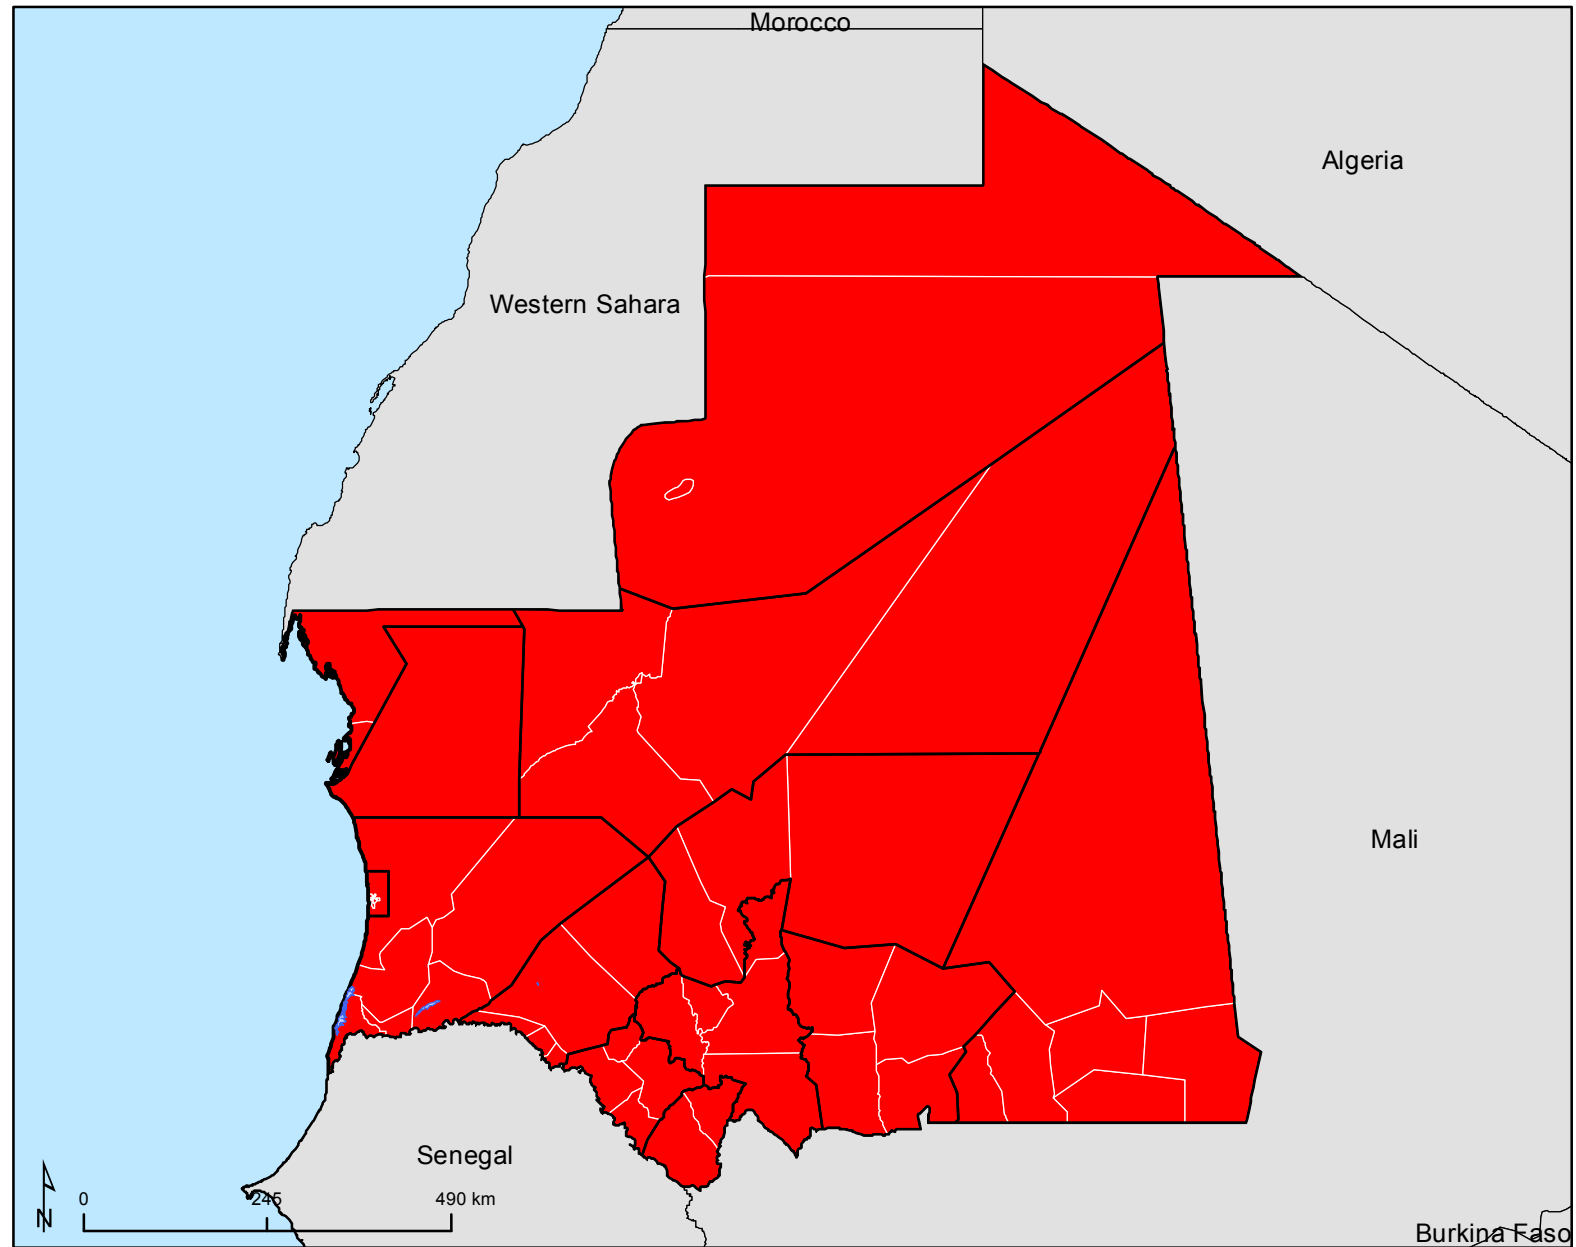 Morocco
Algeria
Western Sahara
Mali
Senegal
0 245 490 km
N
Burkina Faso